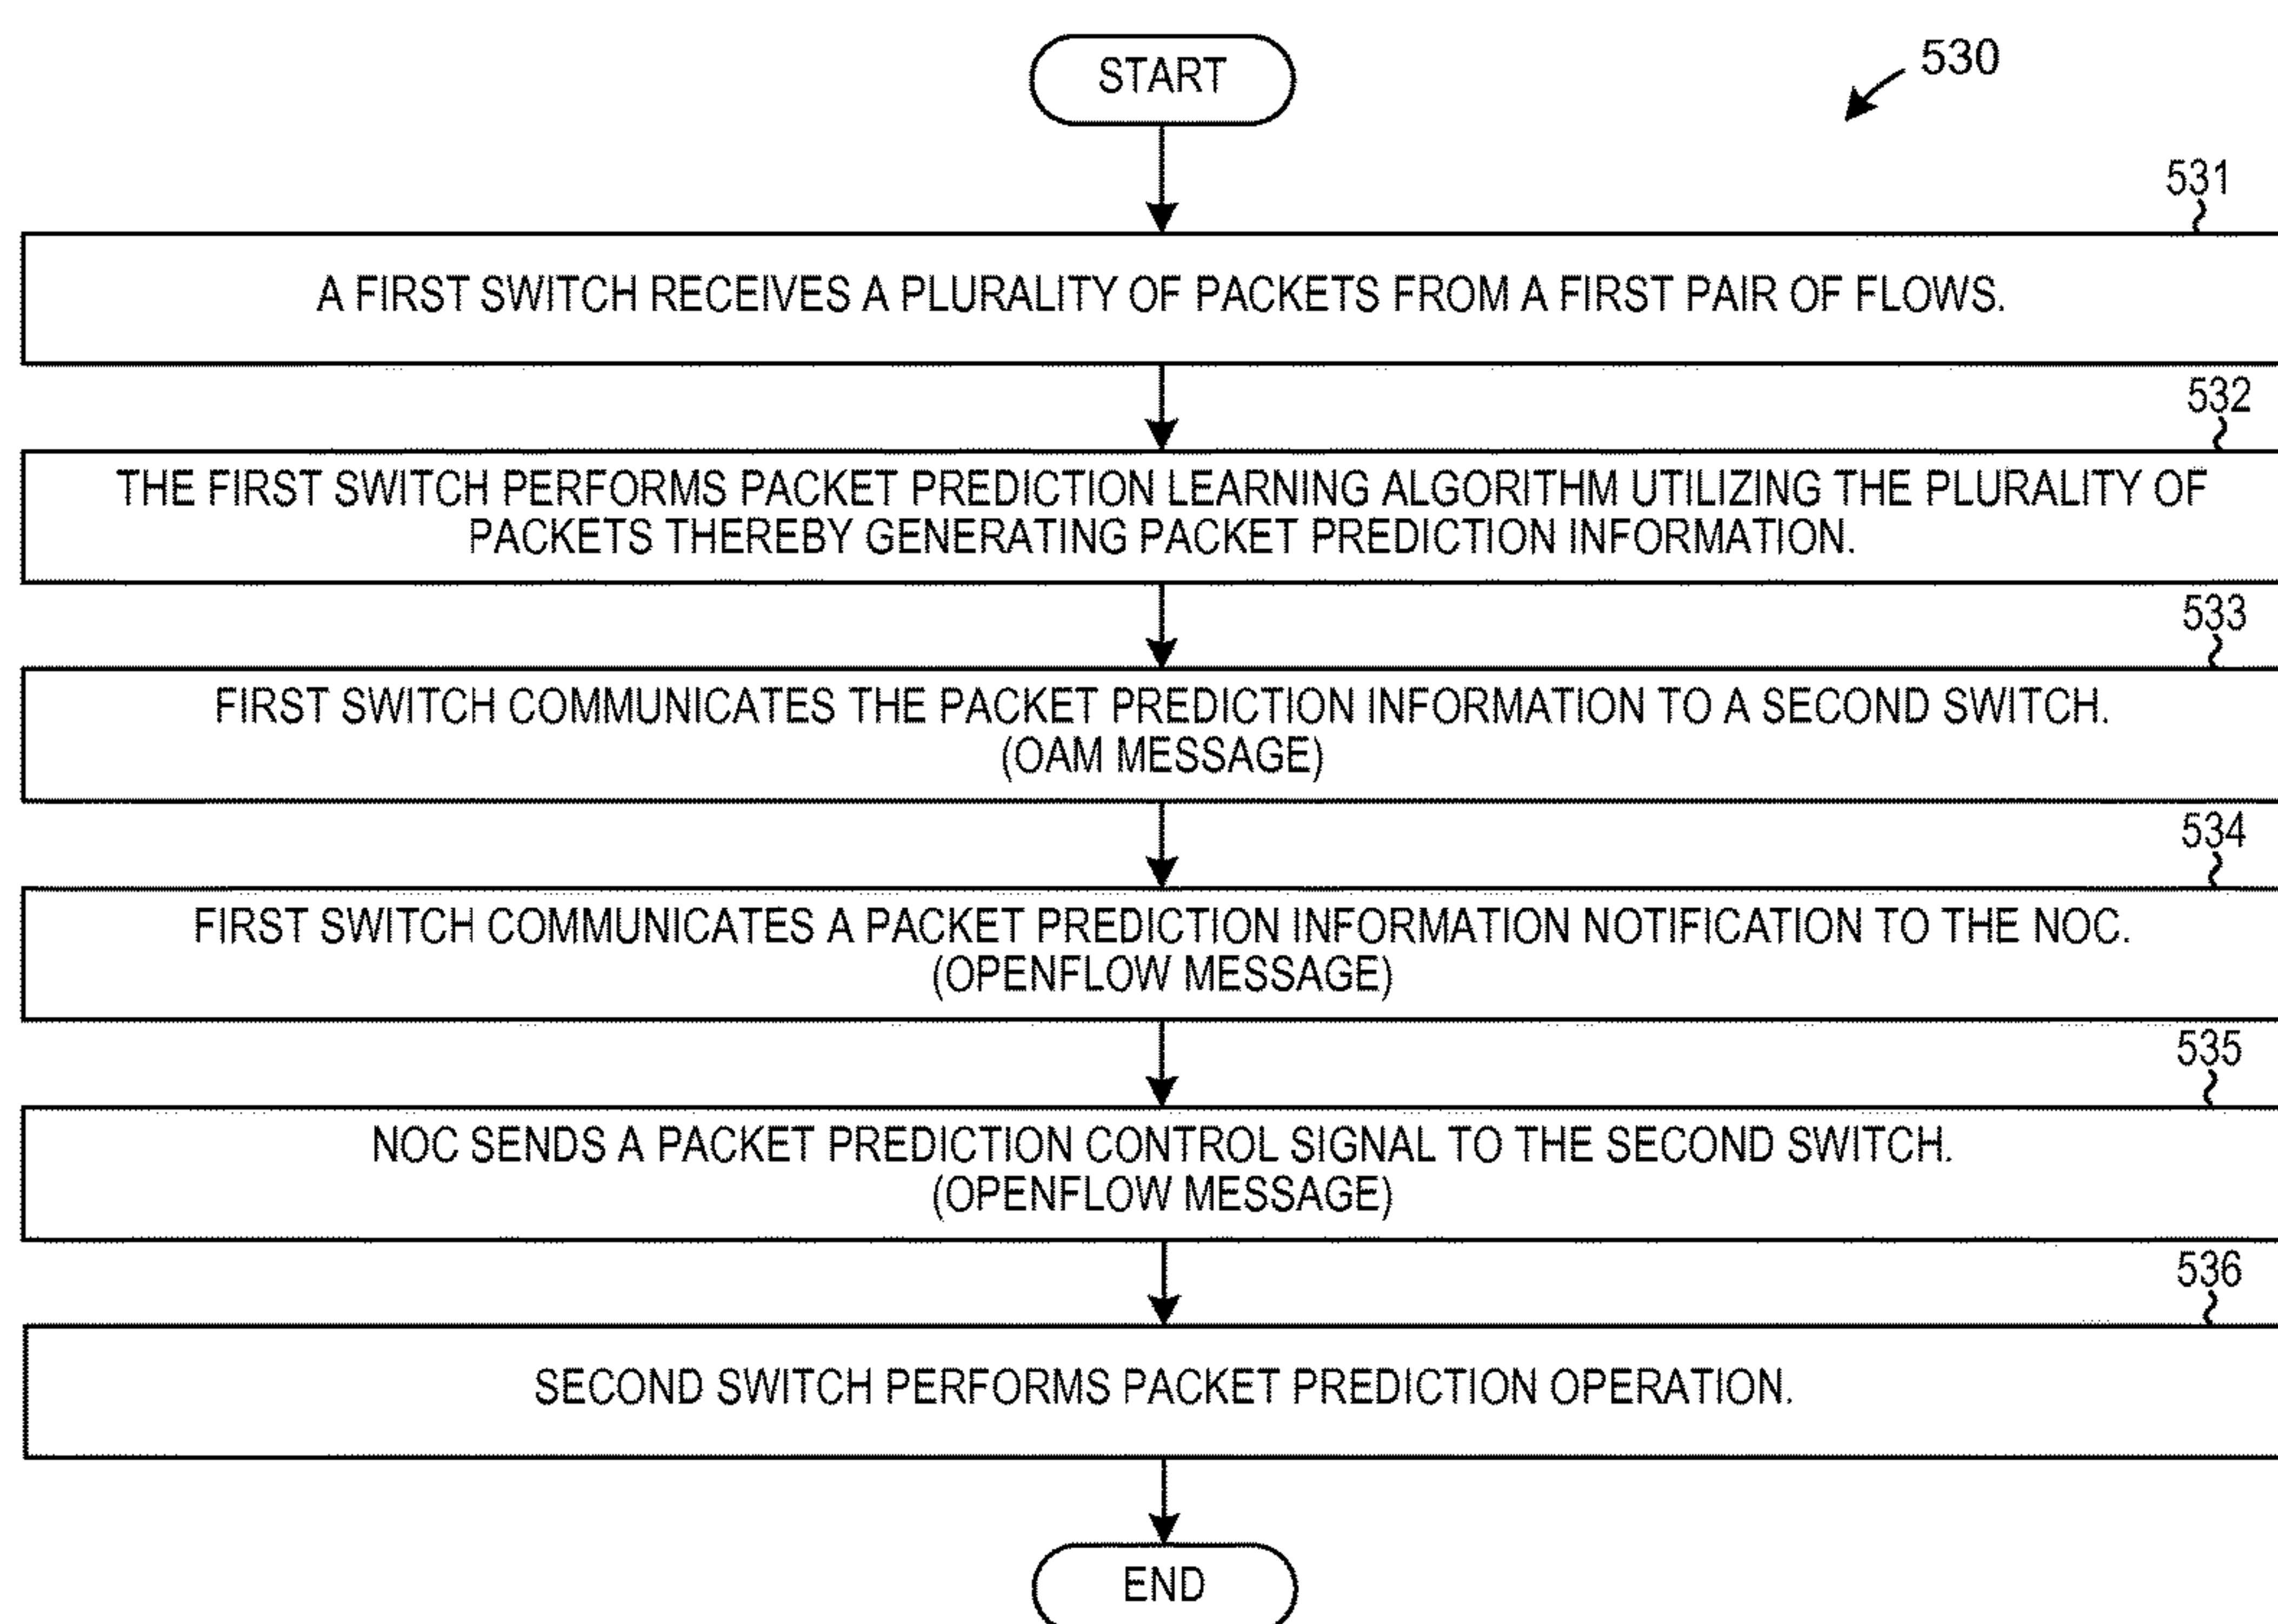 START
530
531
A FIRST SWITCH RECEIVES A PLURALITY OF PACKETS FROM A FIRST PAIR OF FLOWS.
532
THE FIRST SWITCH PERFORMS PACKET PREDICTION LEARNING ALGORITHM UTILIZING THE PLURALITY OF
PACKETS THEREBY GENERATING PACKET PREDICTION INFORMATION.
533
FIRST SWITCH COMMUNICATES THE PACKET PREDICTION INFORMATION TO A SECOND SWITCH.
(OAM MESSAGE)
534
FIRST SWITCH COMMUNICATES A PACKET PREDICTION INFORMATION NOTIFICATION TO THE NOC.
(OPENFLOW MESSAGE)
535
NOC SENDS A PACKET PREDICTION CONTROL SIGNAL TO THE SECOND SWITCH.
(OPENFLOW MESSAGE)
536
SECOND SWITCH PERFORMS PACKET PREDICTION OPERATION.
END